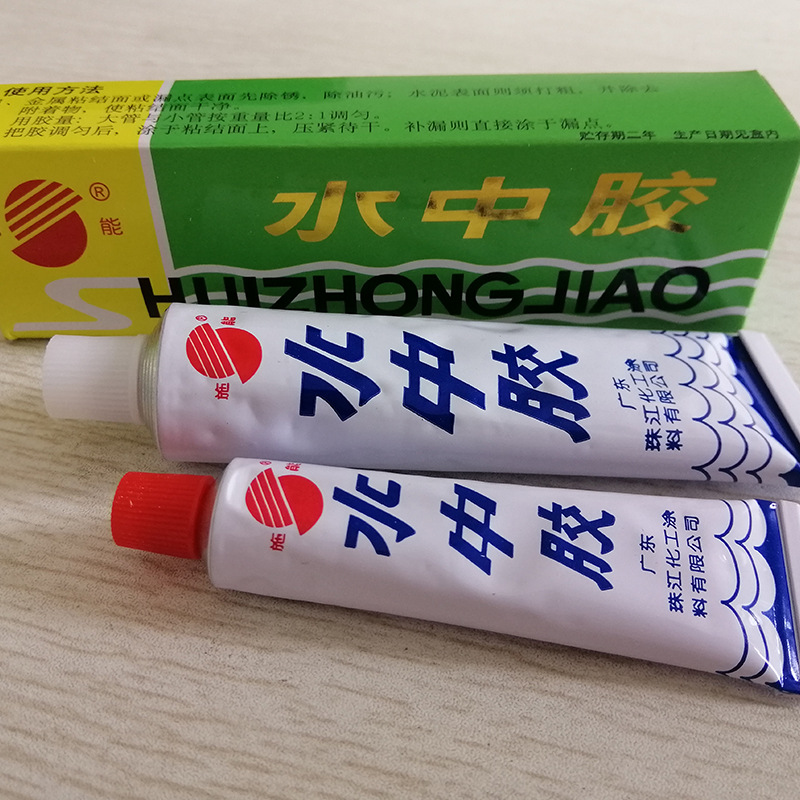 使用方法
金属粘结面或漏点表面先除锈，除油污；水泥表面则须打粗，并除去
附着物，使粘结面干净。
用胶量：大管与小管按重量比2:1调匀。
把胶调匀后，涂于粘结面上，压紧待干。补漏则直接涂于漏点。
贮存期二年 生产日期见盒内
®
能
水中胶
SHUIZHONGJIAO
能
®
施
水中胶
广东
珠江化工涂
料有限公司
能
®
施
水中胶
广东
珠江化工涂
料有限公司